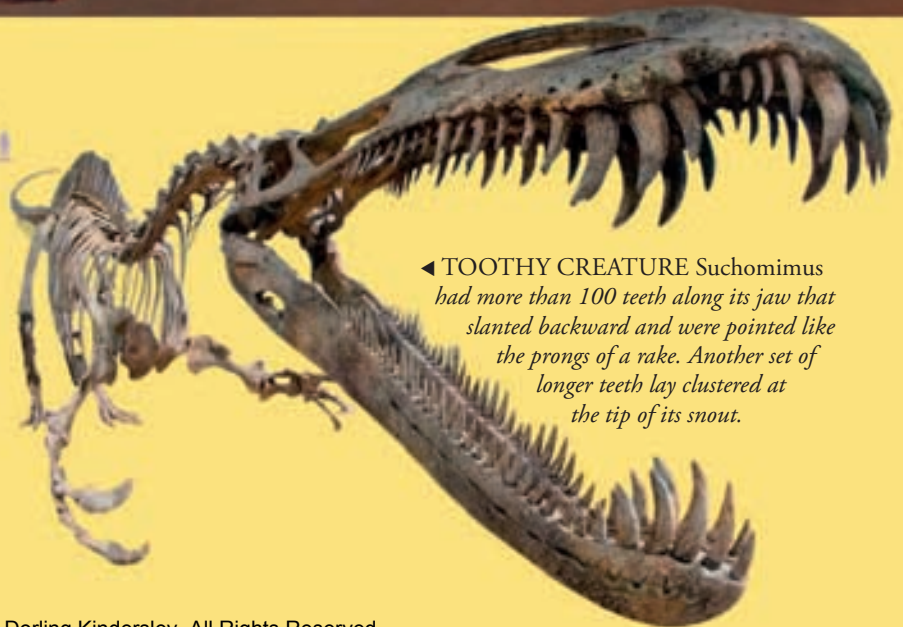 ◄ TOOTHY CREATURE Suchomimus
had more than 100 teeth along its jaw that
slanted backward and were pointed like
the prongs of a rake. Another set of
longer teeth lay clustered at
the tip of its snout.
Dorling Kindersley, All Rights Reserved